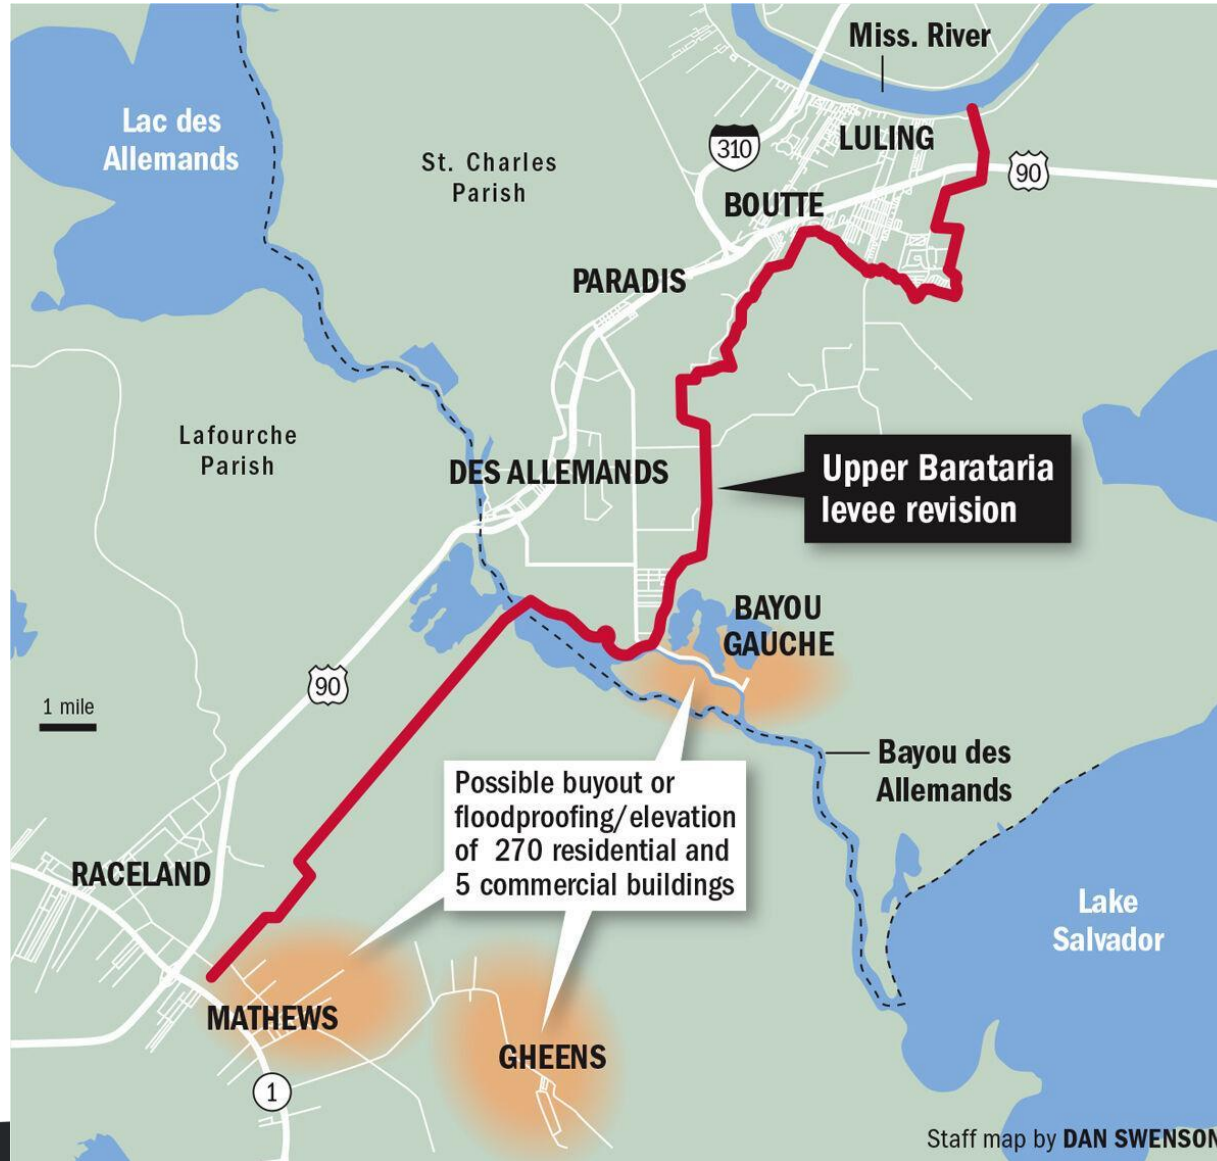 Miss. River
Lac des
Allemands
310
LULING
St. Charles
Parish
90
BOUTTE
PARADIS
Lafourche
Parish
DES ALLEMANDS
Upper Barataria
levee revision
BAYOU
GAUCHE
90
1 mile
Bayou des
Allemands
Possible buyout or
floodproofing/elevation
of 270 residential and
5 commercial buildings
RACELAND
Lake
Salvador
MATHEWS
GHEENS
1
Staff map by DAN SWENSON